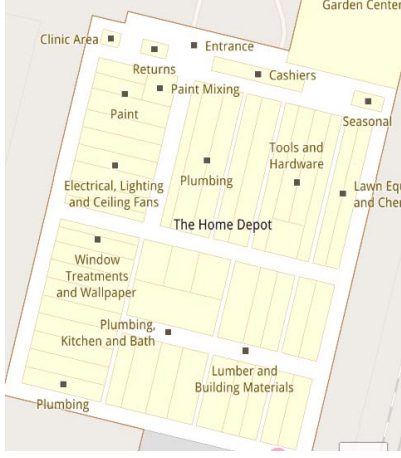 Garden Center
Clinic Area
Entrance
Returns
Cashiers
Paint Mixing
Paint
Seasonal
Tools and
Hardware
Plumbing
Electrical, Lighting
and Ceiling Fans
Lawn Equ
and Cher
The Home Depot
Window
Treatments
and Wallpaper
Plumbing,
Kitchen and Bath
Lumber and
Building Materials
Plumbing